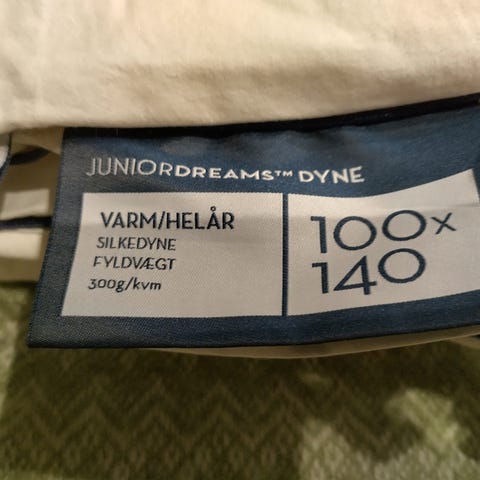 JUNIORDREAMS™ DYNE
VARM/HELÅR
SILKEDYNE
FYLDVÆGT
300g/kvm
100x
140